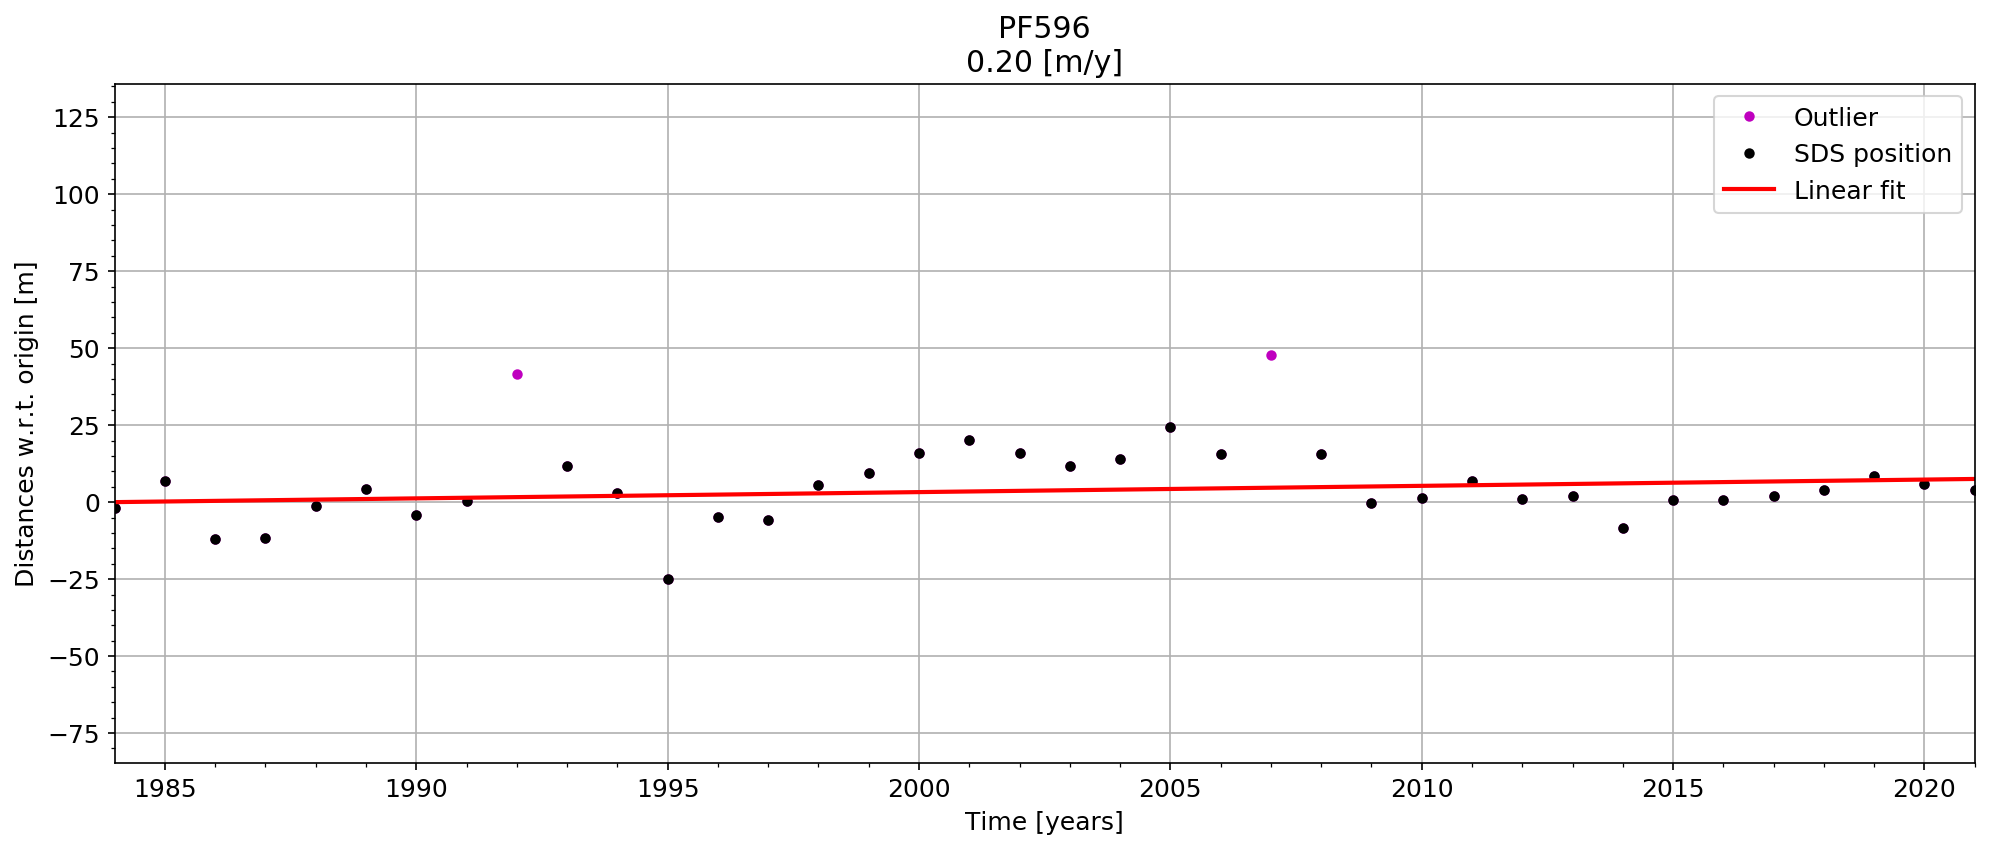 PF596
0.20 [m/y]
Outlier
SDS position
Linear fit
Distances w.r.t. origin [m]
125
100
75
50
25
0
−25
−50
−75
1985 1990 1995 2000 2005 2010 2015 2020
Time [years]